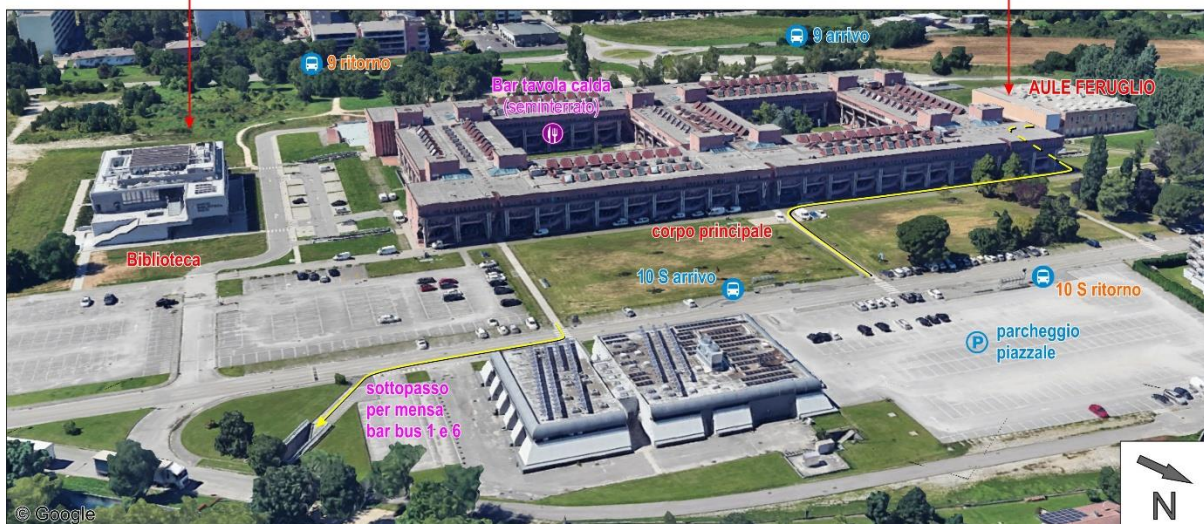 9 arrivo
9 ritorno
Bar tavola calda
(seminterrato)
AULE FERUGLIO
corpo principale
Biblioteca
10 S arrivo
10 S ritorno
P
parcheggio
piazzale
sottopasso
per mensa
bar bus 1 e 6
© Google
N